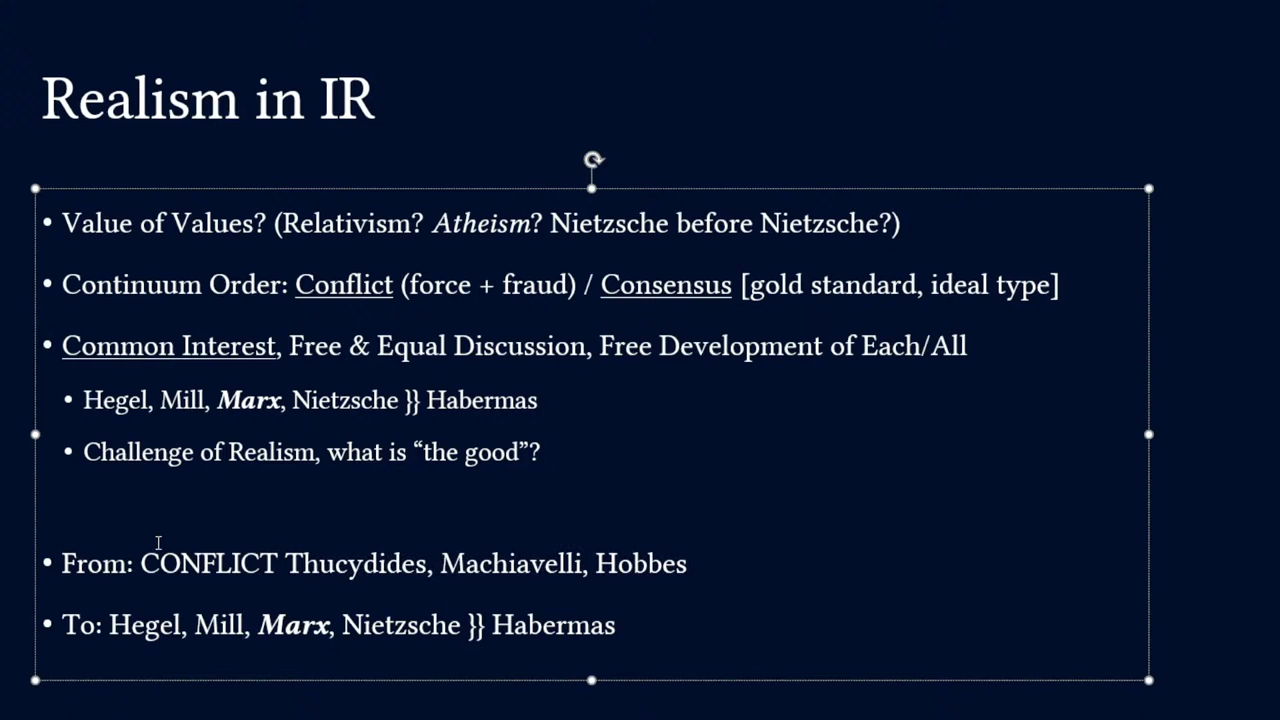 Realism in IR
• Value of Values? (Relativism? Atheism? Nietzsche before Nietzsche?)
• Continuum Order: Conflict (force + fraud) / Consensus [gold standard, ideal type]
• Common Interest, Free & Equal Discussion, Free Development of Each/All
• Hegel, Mill, Marx, Nietzsche }} Habermas
• Challenge of Realism, what is “the good”?
• From: CONFLICT Thucydides, Machiavelli, Hobbes
• To: Hegel, Mill, Marx, Nietzsche }} Habermas